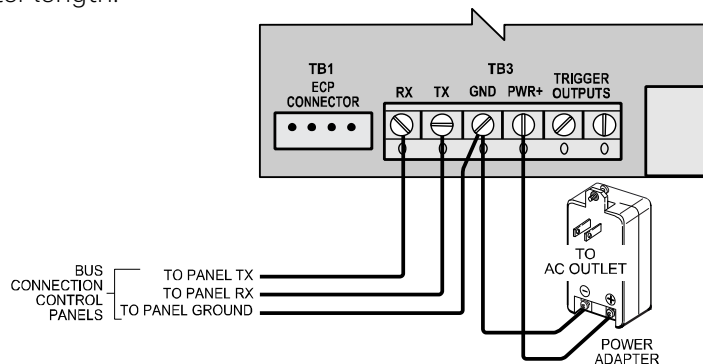 length.
TB1
ECP
CONNECTOR
TB3
RX TX GND PWR+ TRIGGER
OUTPUTS
TO
AC OUTLET
BUS
CONNECTION
CONTROL
PANELS
TO PANEL TX
TO PANEL RX
TO PANEL GROUND
POWER
ADAPTER